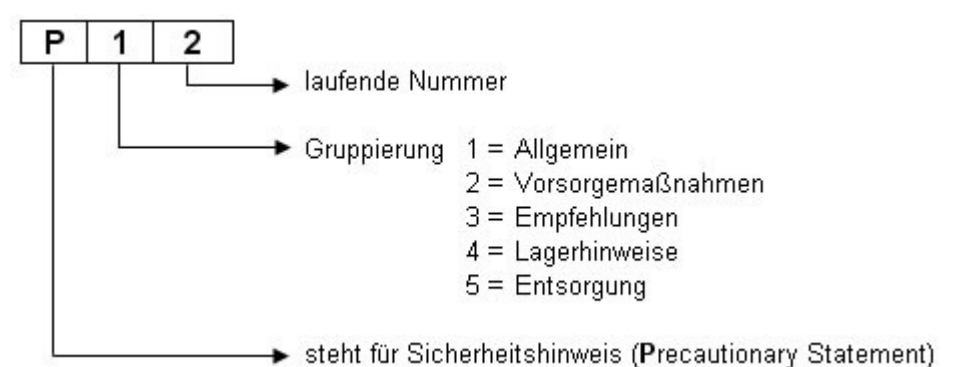 P 1 2
laufende Nummer
Gruppierung 1 = Allgemein
2 = Vorsorgemaßnahmen
3 = Empfehlungen
4 = Lagerhinweise
5 = Entsorgung
steht für Sicherheitshinweis (Precautionary Statement)